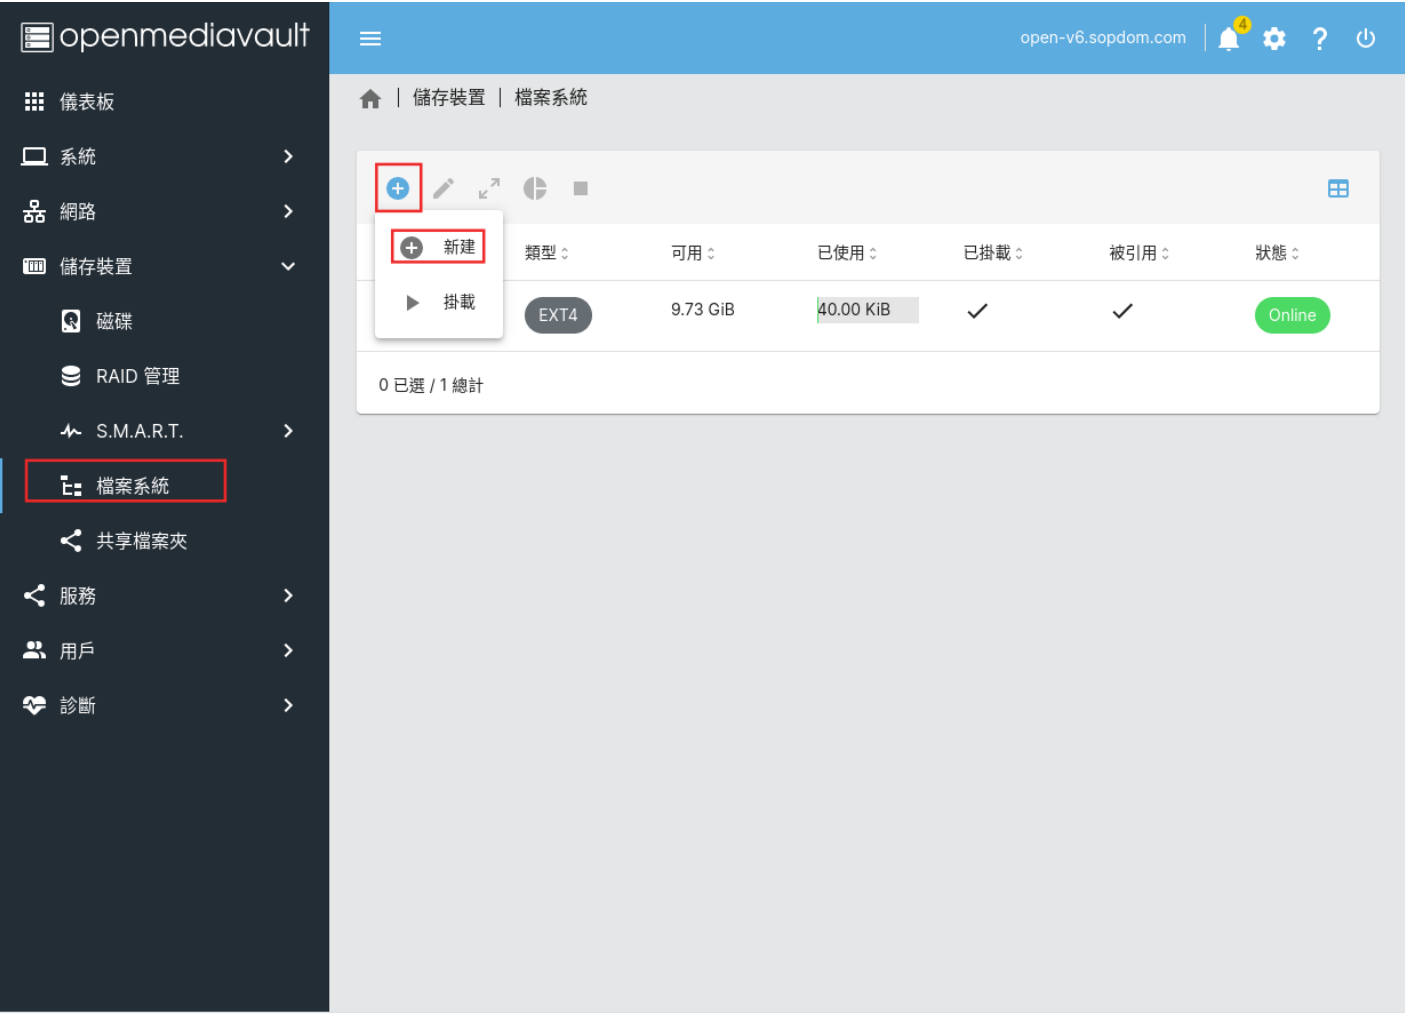 openmediavault
open-v6.sopdom.com
4
儀表板
系統
網路
儲存裝置
磁碟
RAID 管理
S.M.A.R.T.
檔案系統
共享檔案夾
服務
用戶
診斷
儲存裝置 | 檔案系統
新建
掛載
類型 可用 已使用 已掛載 被引用 狀態
EXT4 9.73 GiB 40.00 KiB Online
0 已選 / 1 總計